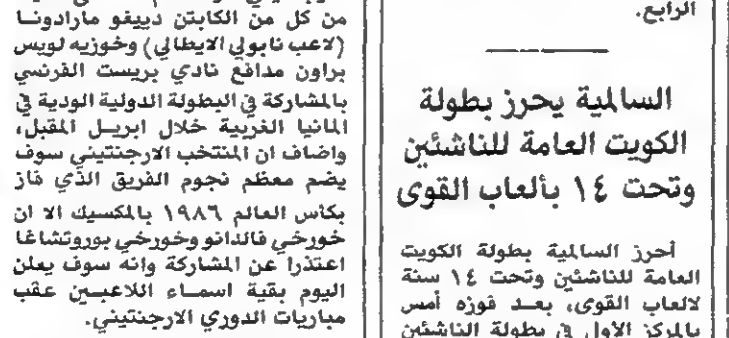 الرابع.
السالمية يحرز بطولة
الكويت العامة للناشئين
وتحت ١٤ بألعاب القوى
أحرز السالمية بطولة الكويت
العامة للناشئين وتحت ١٤ سنة
لالعاب القوى، بعد فوزه أمس
بالمركز الأول في بطولة الناشئين
من كل من الكابتن دييفو مارادونا
(لاعب نابولي الايطالي) وخوزيه لويس
براون مدافع نادي بريست الفرنسي
بالمشاركة في البطولة الدولية الودية في
المانيا الغربية خلال ابريل المقبل،
واضاف ان المنتخب الارجنتيني سوف
يضم معظم نجوم الفريق الذي فاز
بكأس العالم ١٩٨٦ بالمكسيك الا ان
خورخي فالدانو وخورخي بوروتشاغا
اعتذرا عن المشاركة وانه سوف يعلن
اليوم بقية اسماء اللاعبين عقب
مباريات الدوري الارجنتيني.